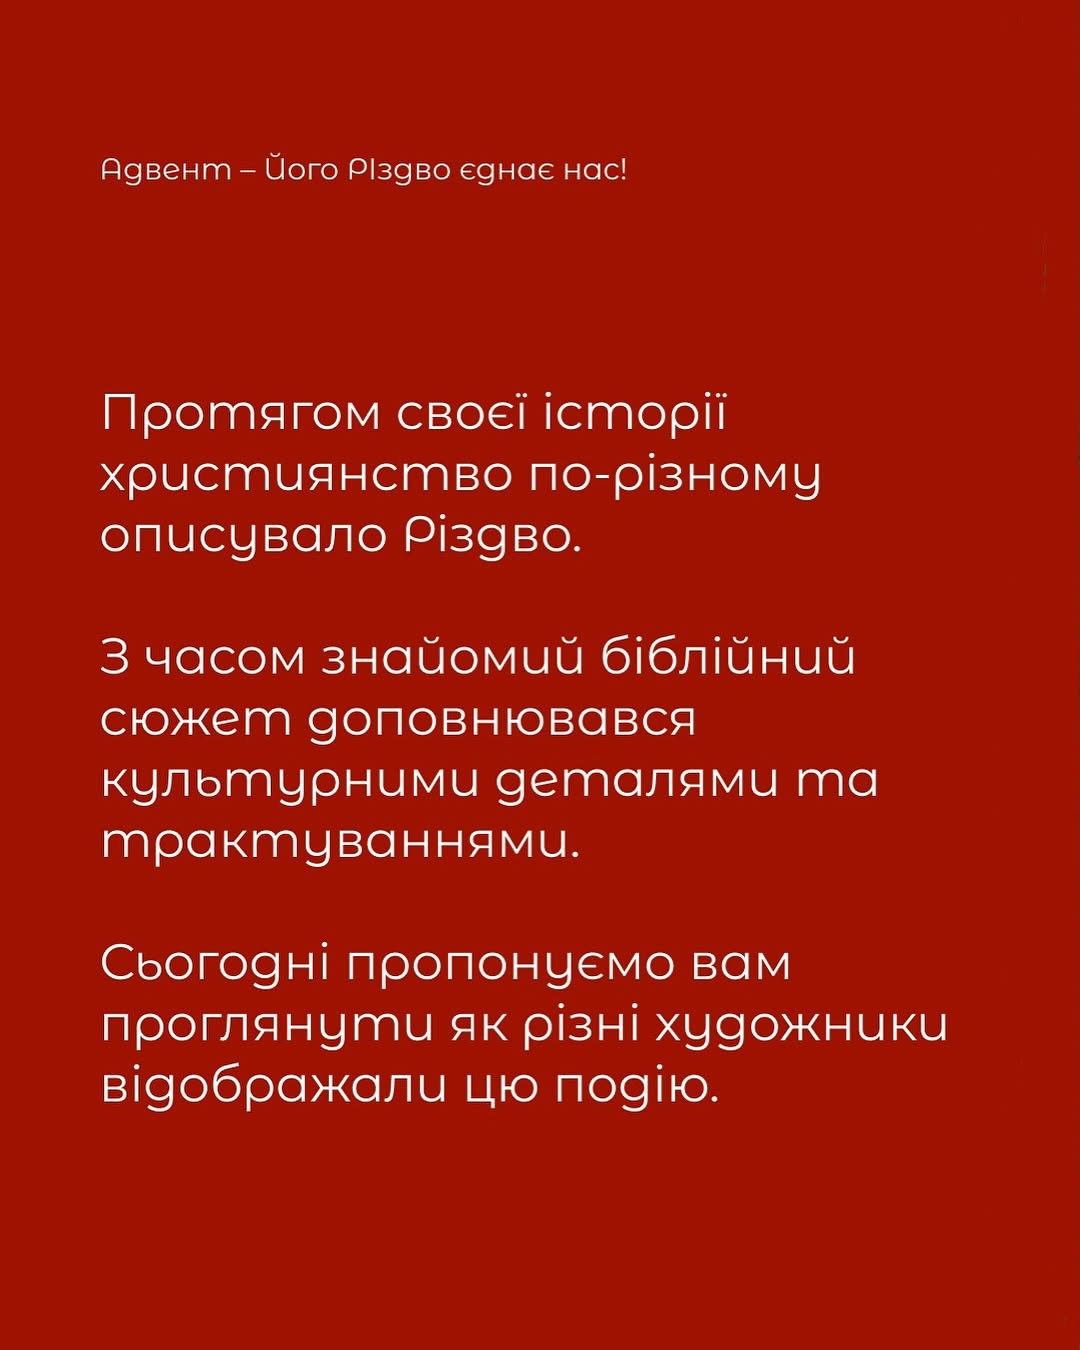 Адвент – Його РІздво єднає нас!
Протягом своєї історії
християнство по-різному
описувало Різдво.
З часом знайомий біблійний
сюжет доповнювався
культурними деталями та
трактуваннями.
Сьогодні пропонуємо вам
проглянути як різні художники
відображали цю подію.